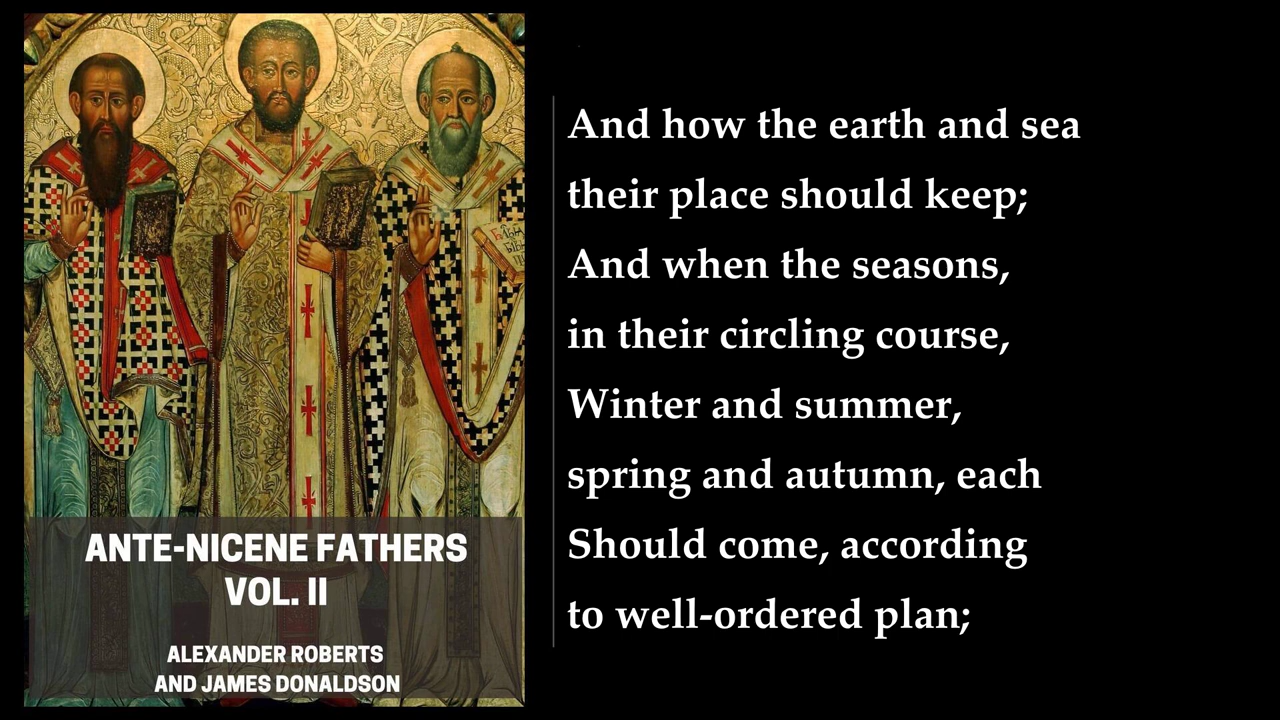 ANTE-NICENE FATHERS
VOL. II
ALEXANDER ROBERTS
AND JAMES DONALDSON
And how the earth and sea
their place should keep;
And when the seasons,
in their circling course,
Winter and summer,
spring and autumn, each
Should come, according
to well-ordered plan;